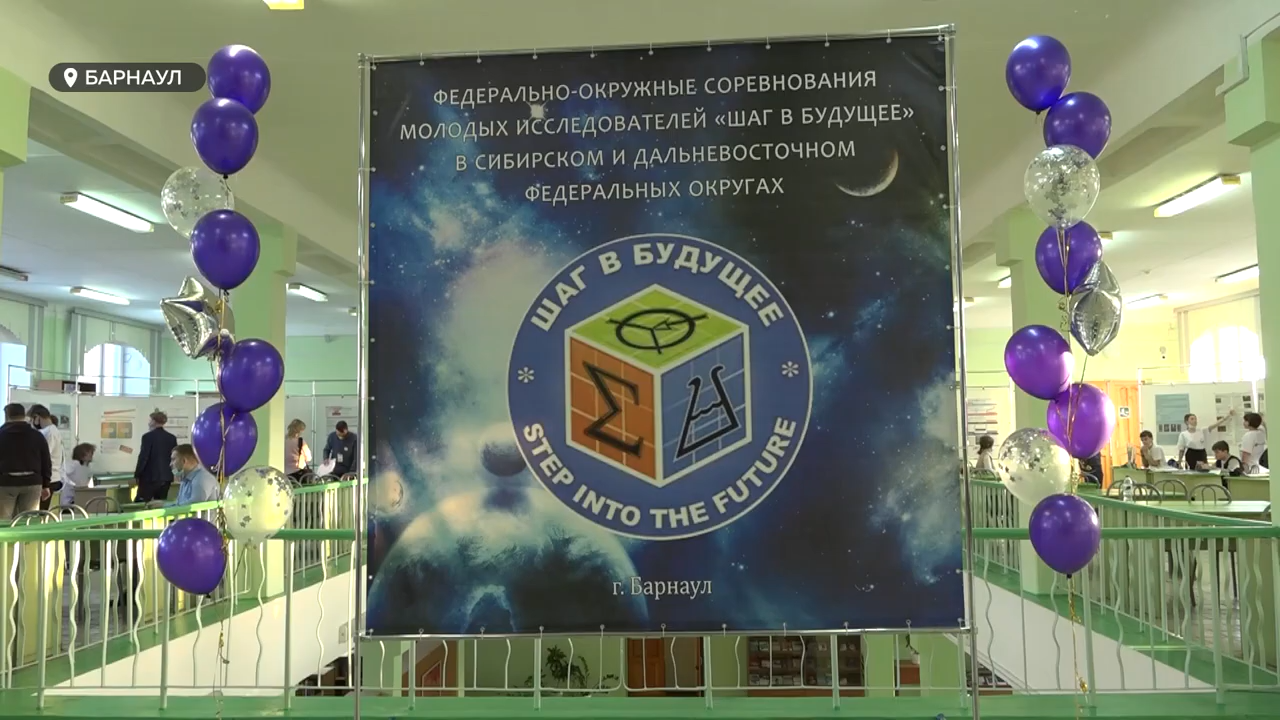 БАРНАУЛ
ФЕДЕРАЛЬНО-ОКРУЖНЫЕ СОРЕВНОВАНИЯ
МОЛОДЫХ ИССЛЕДОВАТЕЛЕЙ «ШАГ В БУДУЩЕЕ»
В СИБИРСКОМ И ДАЛЬНЕВОСТОЧНОМ
ФЕДЕРАЛЬНЫХ ОКРУГАХ
ШАГ В БУДУЩЕЕ
Σ
STEP INTO THE FUTURE
г. Барнаул